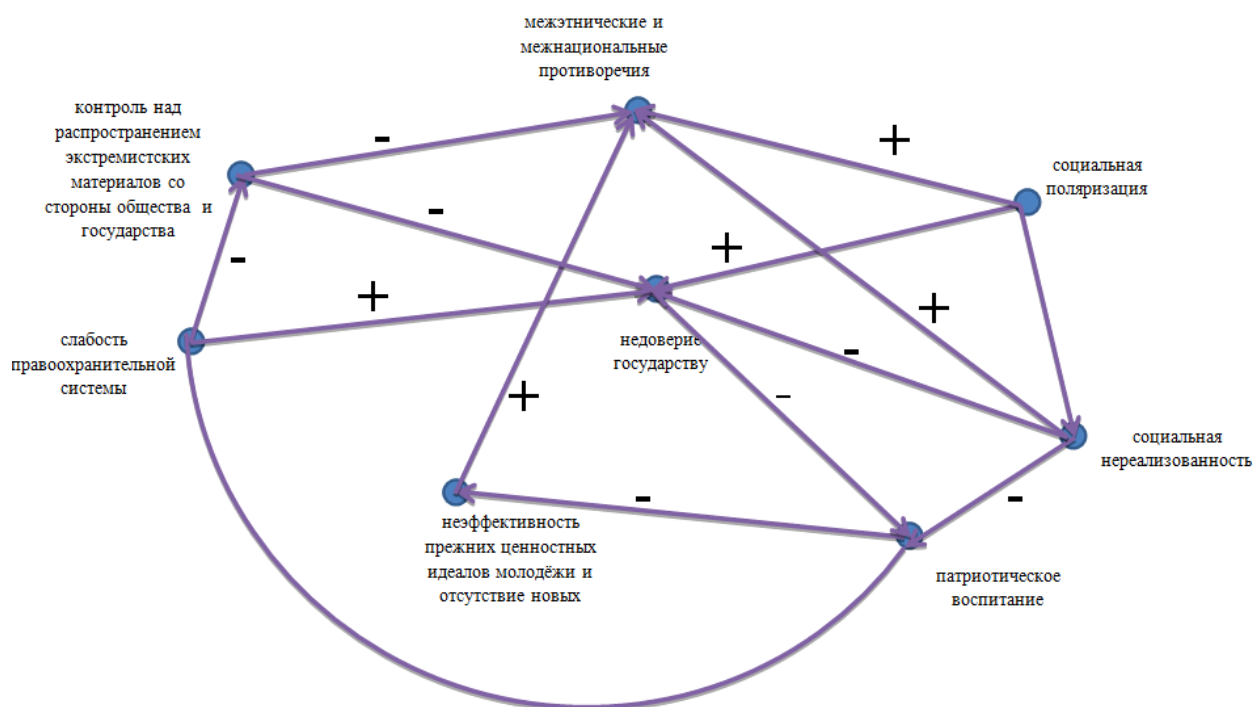 межэтнические и
межнациональные
противоречия
контроль над
распространением
экстремистских
материалов со
стороны общества и
государства
-
+
социальная
поляризация
-
+
-
+
слабость
правоохранительной
системы
недоверие
государству
+
-
+
-
социальная
нереализованность
-
-
неэффективность
прежних ценностных
идеалов молодёжи и
отсутствие новых
патриотическое
воспитание